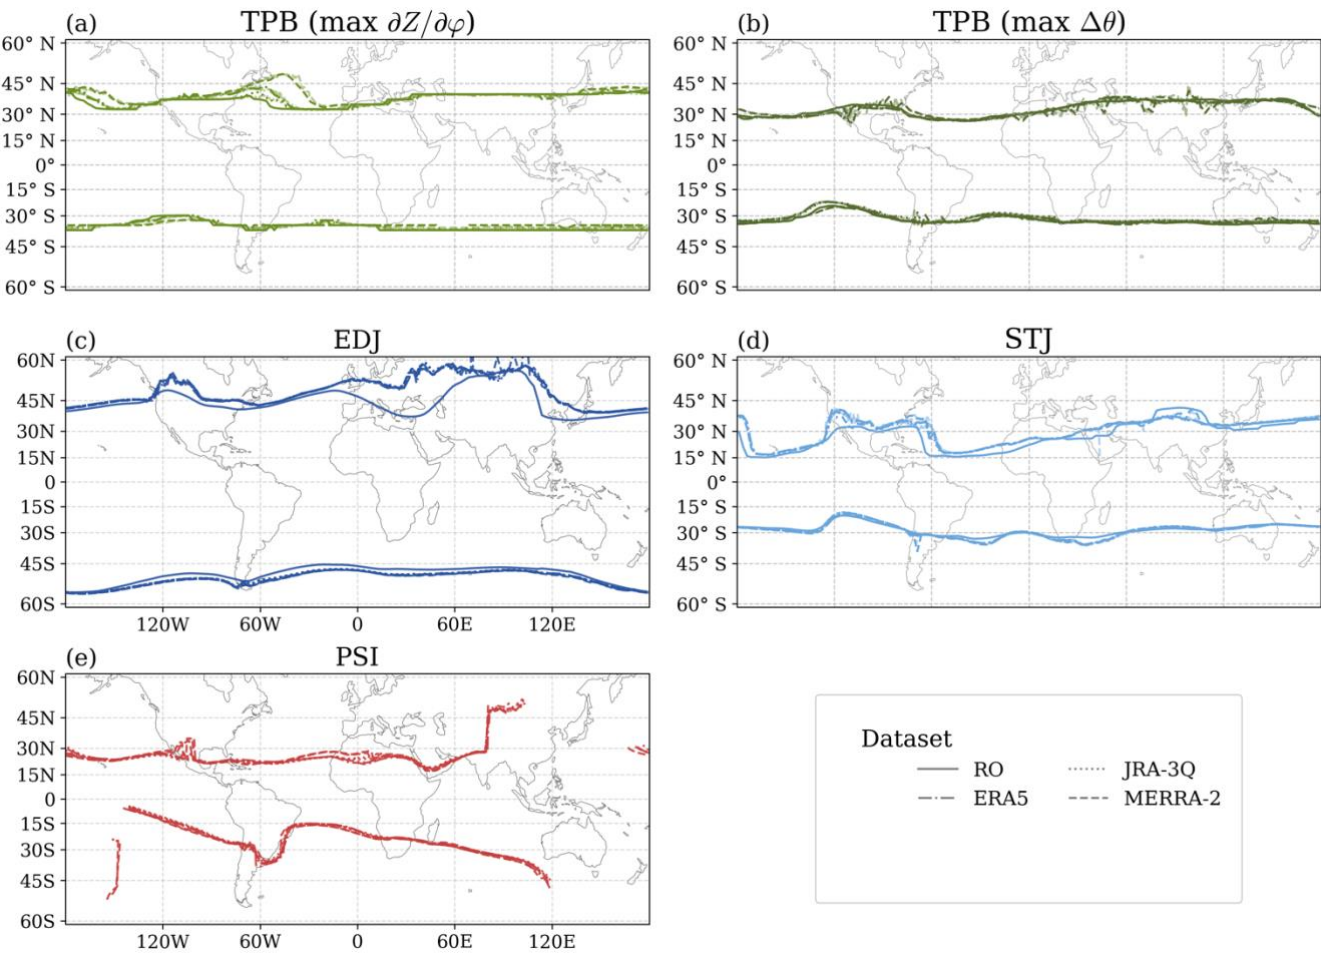 (a) TPB (max ∂Z/∂φ)
60° N
45° N
30° N
15° N
0°
15° S
30° S
45° S
60° S
(b) TPB (max Δθ)
60° N
45° N
30° N
15° N
0°
15° S
30° S
45° S
60° S
(c) EDJ
60N
45N
30N
15N
0
15S
30S
45S
60S
120W 60W 0 60E 120E
(d) STJ
60° N
45° N
30° N
15° N
0°
15° S
30° S
45° S
60° S
(e) PSI
60N
45N
30N
15N
0
15S
30S
45S
60S
120W 60W 0 60E 120E
Dataset
RO JRA-3Q
ERA5 MERRA-2